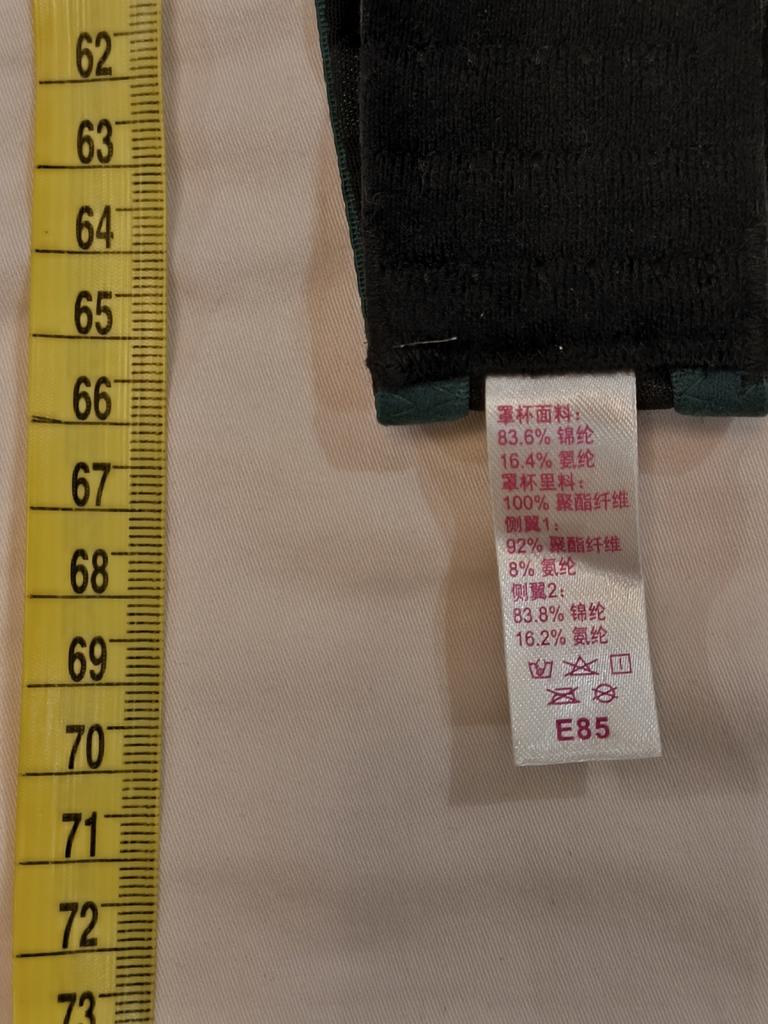 62
63
64
65
66
67
68
69
70
71
72
73
罩杯面料：
83.6% 锦纶
16.4% 氨纶
罩杯里料：
100% 聚酯纤维
侧翼1：
92% 聚酯纤维
8% 氨纶
侧翼2：
83.8% 锦纶
16.2% 氨纶
E85